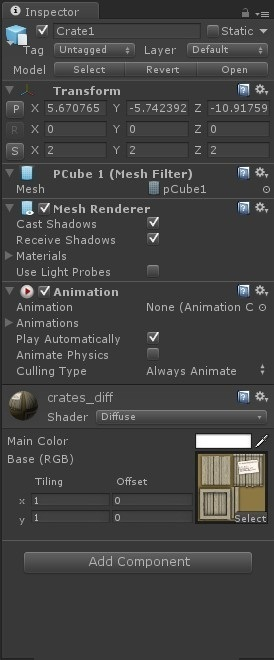 Inspector
Crate1
Static
Tag Untagged Layer Default
Model Select Revert Open
Transform
P X 5.670765 Y -5.742392 Z -10.91759
R X 0 Y 0 Z 0
S X 2 Y 2 Z 2
PCube 1 (Mesh Filter)
Mesh pCube1
Mesh Renderer
Cast Shadows
Receive Shadows
Materials
Use Light Probes
Animation
Animation None (Animation C
Animations
Play Automatically
Animate Physics
Culling Type Always Animate
crates_diff
Shader Diffuse
Main Color
Base (RGB)
Tiling Offset
x 1 0
y 1 0
Select
Add Component